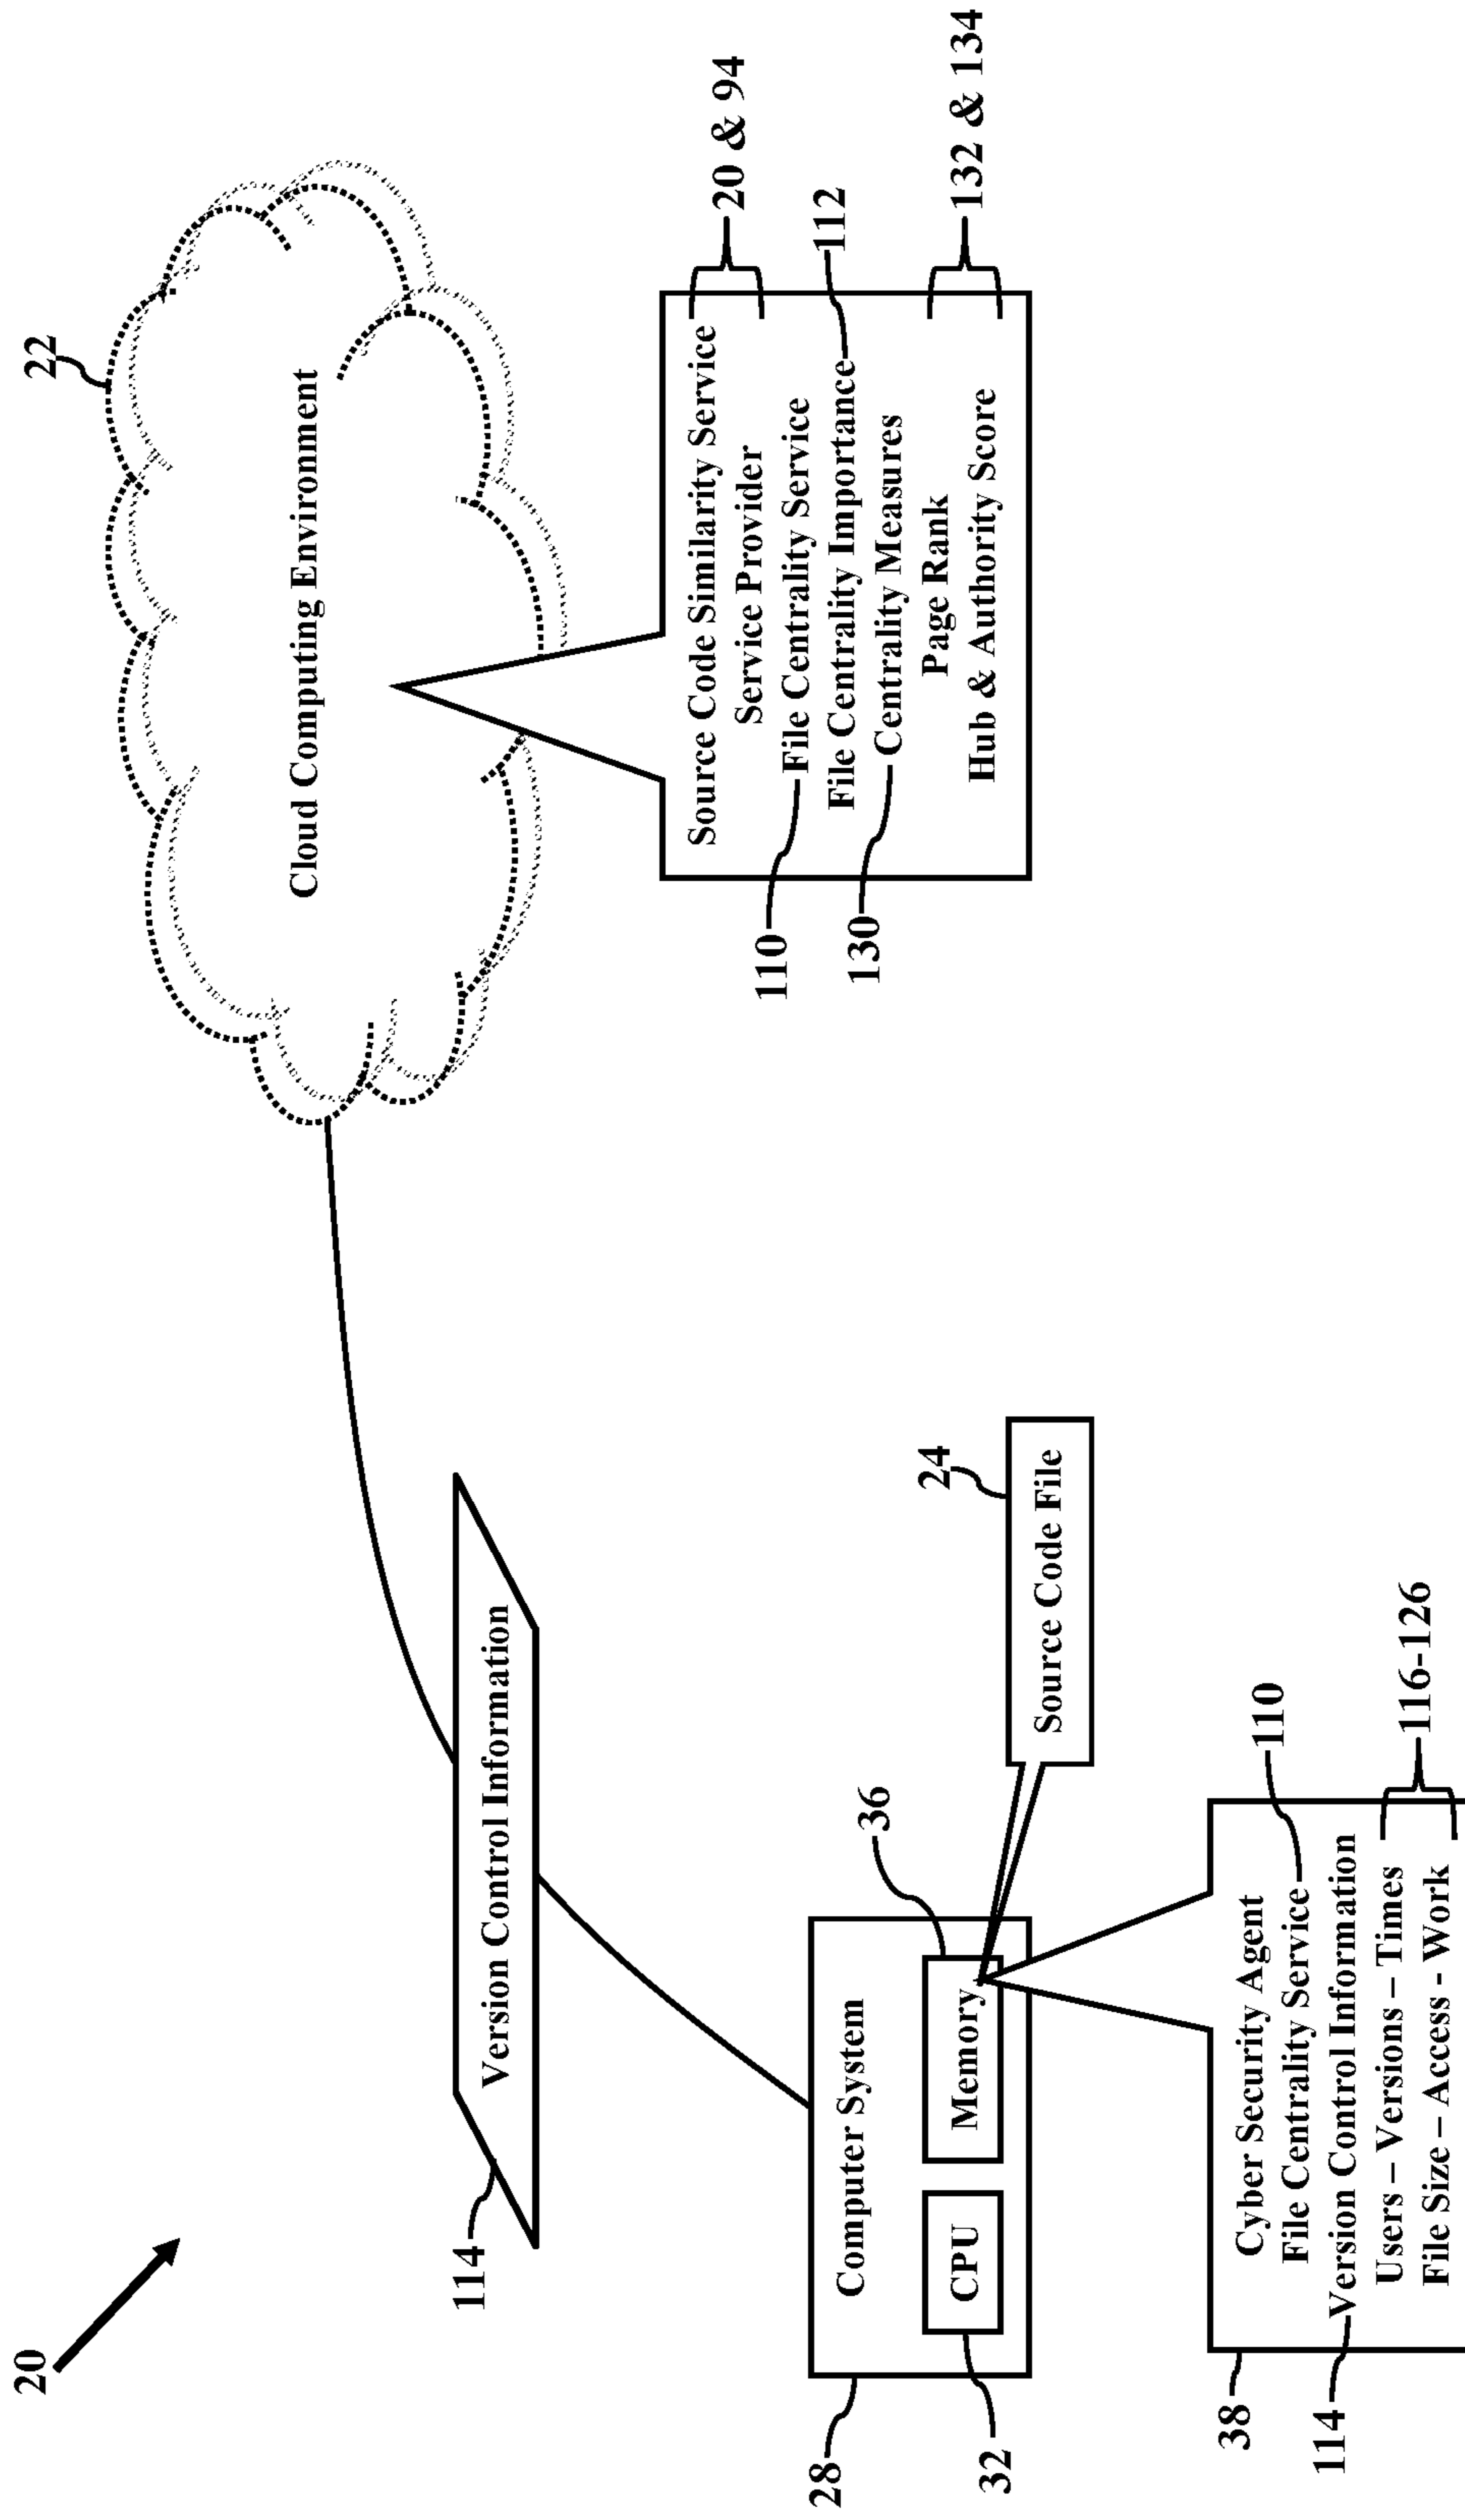 20
22
Cloud Computing Environment
114
Version Control Information
Source Code Similarity Service
Service Provider
File Centrality Service
File Centrality Importance
Centrality Measures
Page Rank
Hub & Authority Score
20 & 94
112
132 & 134
110
130
28
Computer System
CPU
Memory
32
36
24
Source Code File
38
Cyber Security Agent
File Centrality Service
Version Control Information
Users – Versions – Times
File Size – Access - Work
110
114
116-126